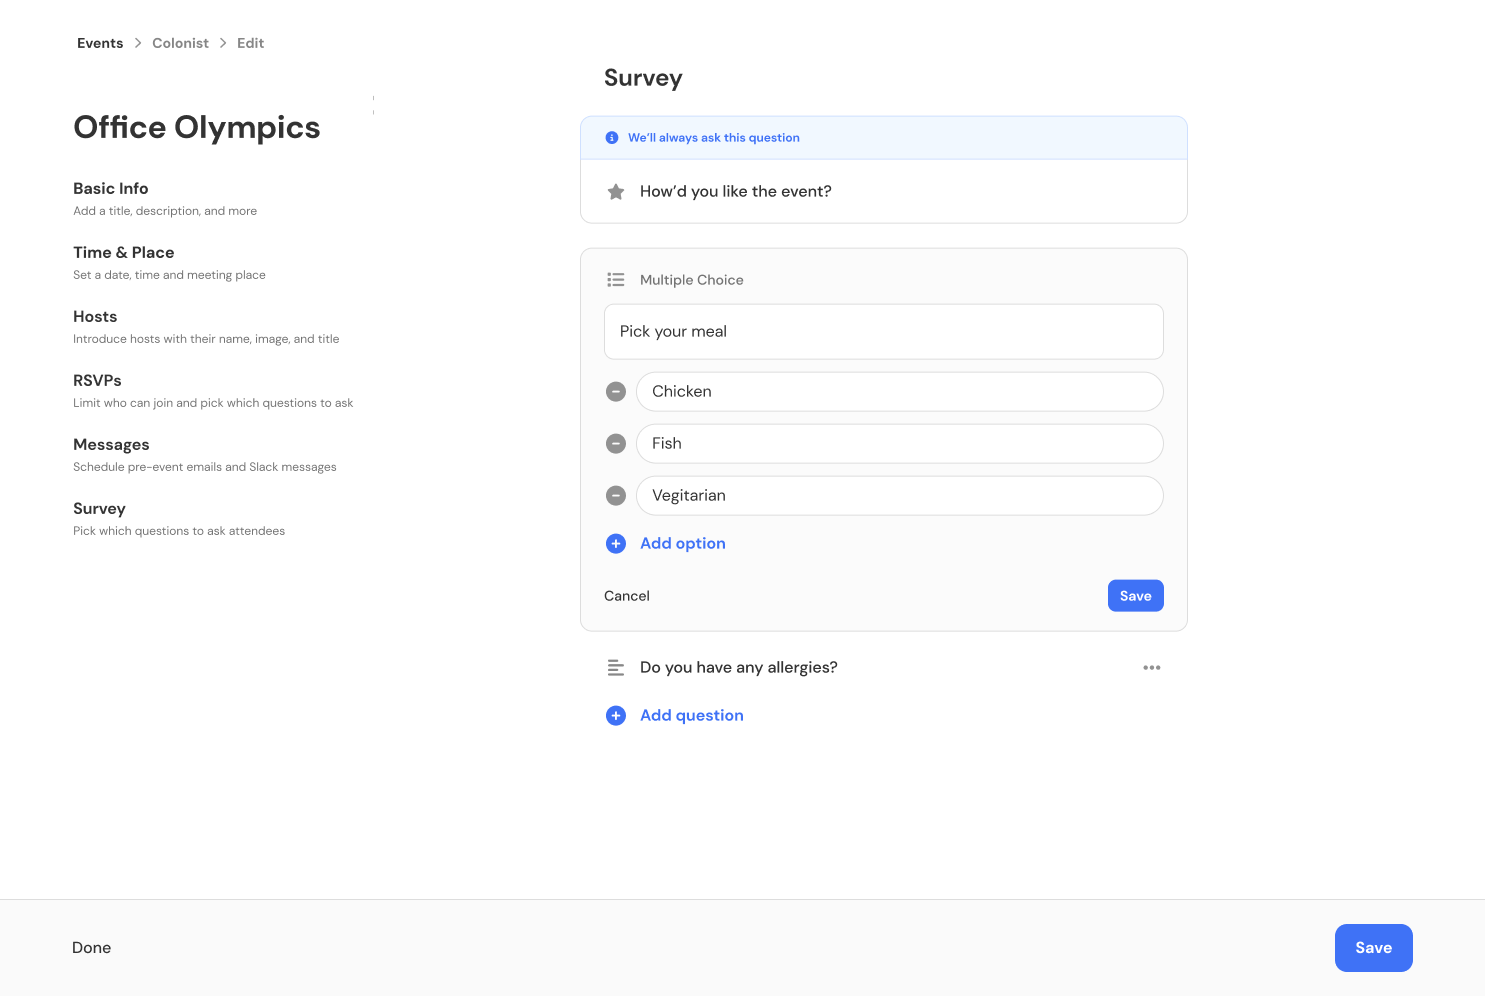 Events > Colonist > Edit
Office Olympics
Basic Info
Add a title, description, and more
Time & Place
Set a date, time and meeting place
Hosts
Introduce hosts with their name, image, and title
RSVPs
Limit who can join and pick which questions to ask
Messages
Schedule pre-event emails and Slack messages
Survey
Pick which questions to ask attendees
Survey
We’ll always ask this question
How’d you like the event?
Multiple Choice
Pick your meal
Chicken
Fish
Vegitarian
Add option
Cancel
Save
Do you have any allergies?
Add question
Done
Save